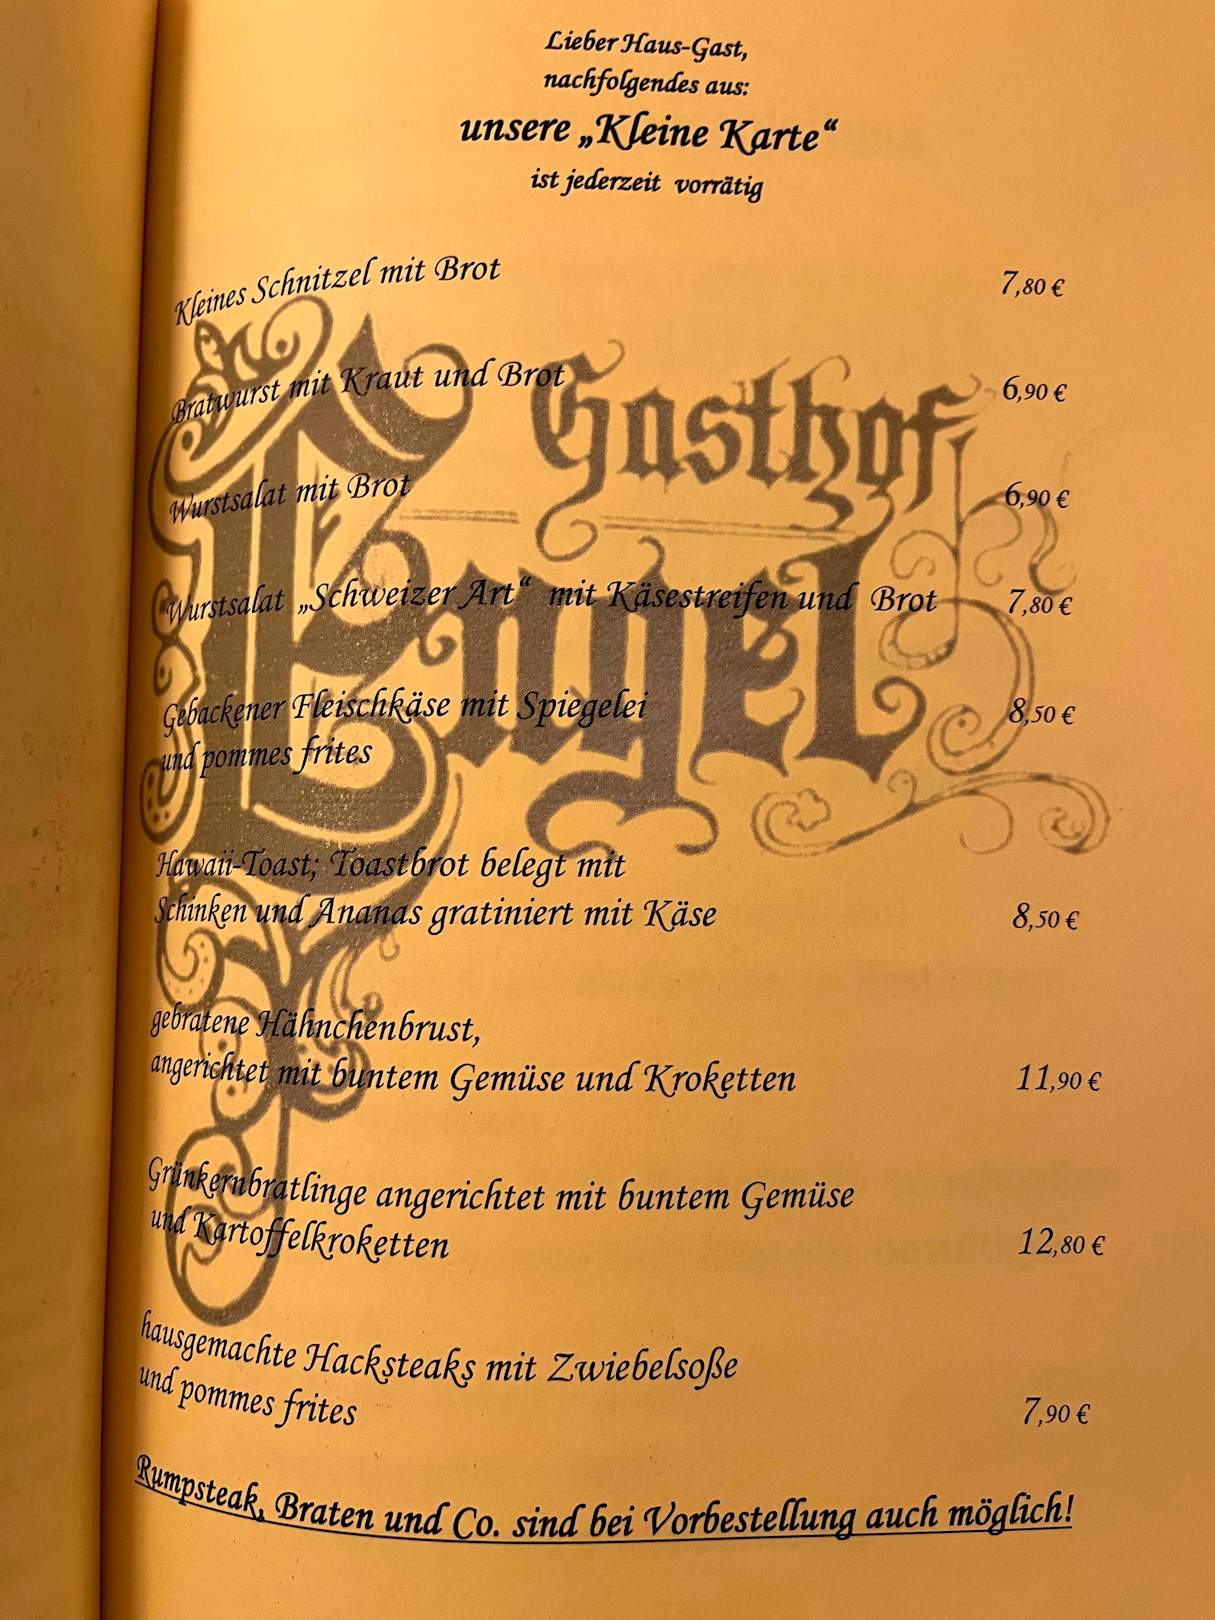 Lieber Haus-Gast,
nachfolgendes aus:
unsere „Kleine Karte“
ist jederzeit vorrätig
Kleines Schnitzel mit Brot 7,80 €
Bratwurst mit Kraut und Brot 6,90 €
Wurstsalat mit Brot 6,90 €
Wurstsalat „Schweizer Art“ mit Käsestreifen und Brot 7,80 €
Gebackener Fleischkäse mit Spiegelei 8,50 €
und pommes frites
Hawaii-Toast; Toastbrot belegt mit
Schinken und Ananas gratiniert mit Käse 8,50 €
gebratene Hähnchenbrust,
angerichtet mit buntem Gemüse und Kroketten 11,90 €
Grünkernbratlinge angerichtet mit buntem Gemüse
und Kartoffelkroketten 12,80 €
hausgemachte Hacksteaks mit Zwiebelsoße
und pommes frites 7,90 €
Rumpsteak, Braten und Co. sind bei Vorbestellung auch möglich!
Gasthof
Engel